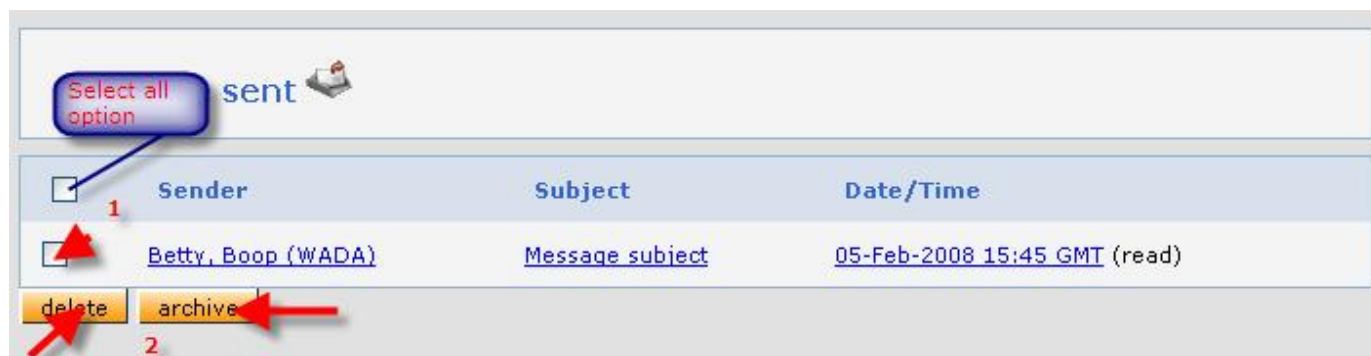 Select all
option
sent
Sender Subject Date/Time
1
Betty, Boop (WADA) Message subject 05-Feb-2008 15:45 GMT (read)
delete archive
2